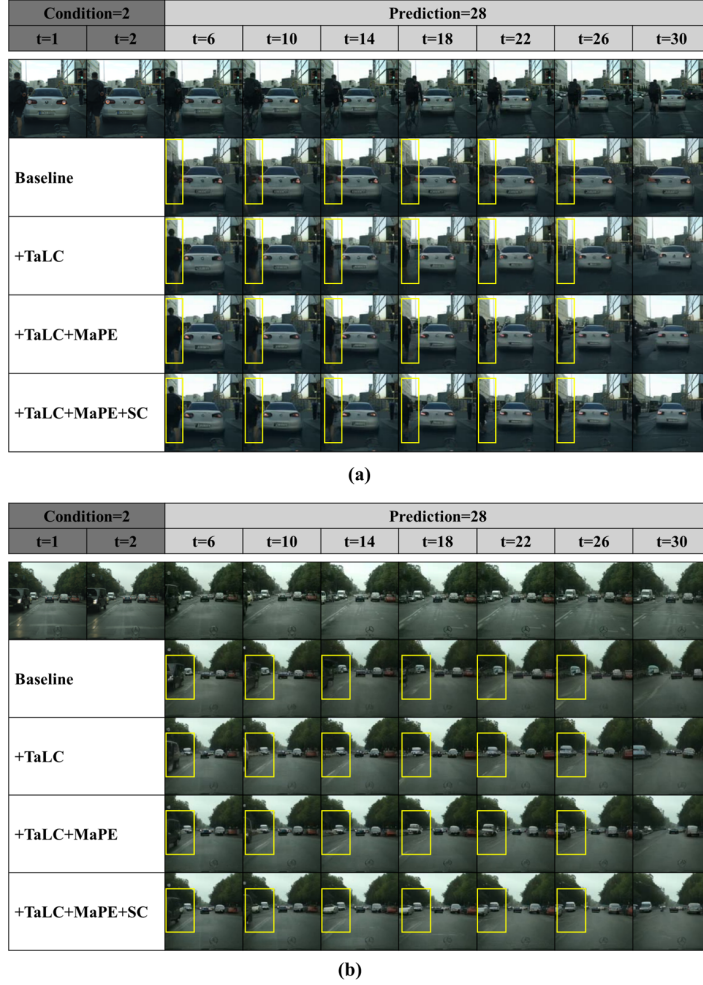 Condition=2 Prediction=28
t=1 t=2 t=6 t=10 t=14 t=18 t=22 t=26 t=30
Baseline
+TaLC
+TaLC+MaPE
+TaLC+MaPE+SC
(a)
Condition=2 Prediction=28
t=1 t=2 t=6 t=10 t=14 t=18 t=22 t=26 t=30
Baseline
+TaLC
+TaLC+MaPE
+TaLC+MaPE+SC
(b)